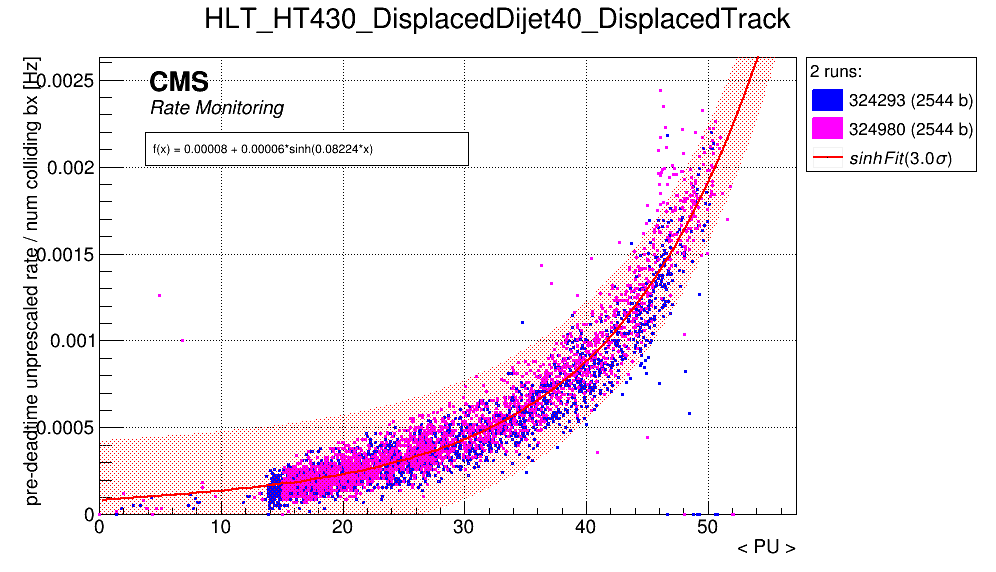 HLT_HT430_DisplacedDijet40_DisplacedTrack
pre-deadtime unprescaled rate / num colliding bx [Hz]
0.0025
0.002
0.0015
0.001
0.0005
0
CMS
Rate Monitoring
f(x) = 0.00008 + 0.00006*sinh(0.08224*x)
2 runs:
324293 (2544 b)
324980 (2544 b)
sinhFit(3.0σ)
0 10 20 30 40 50
< PU >